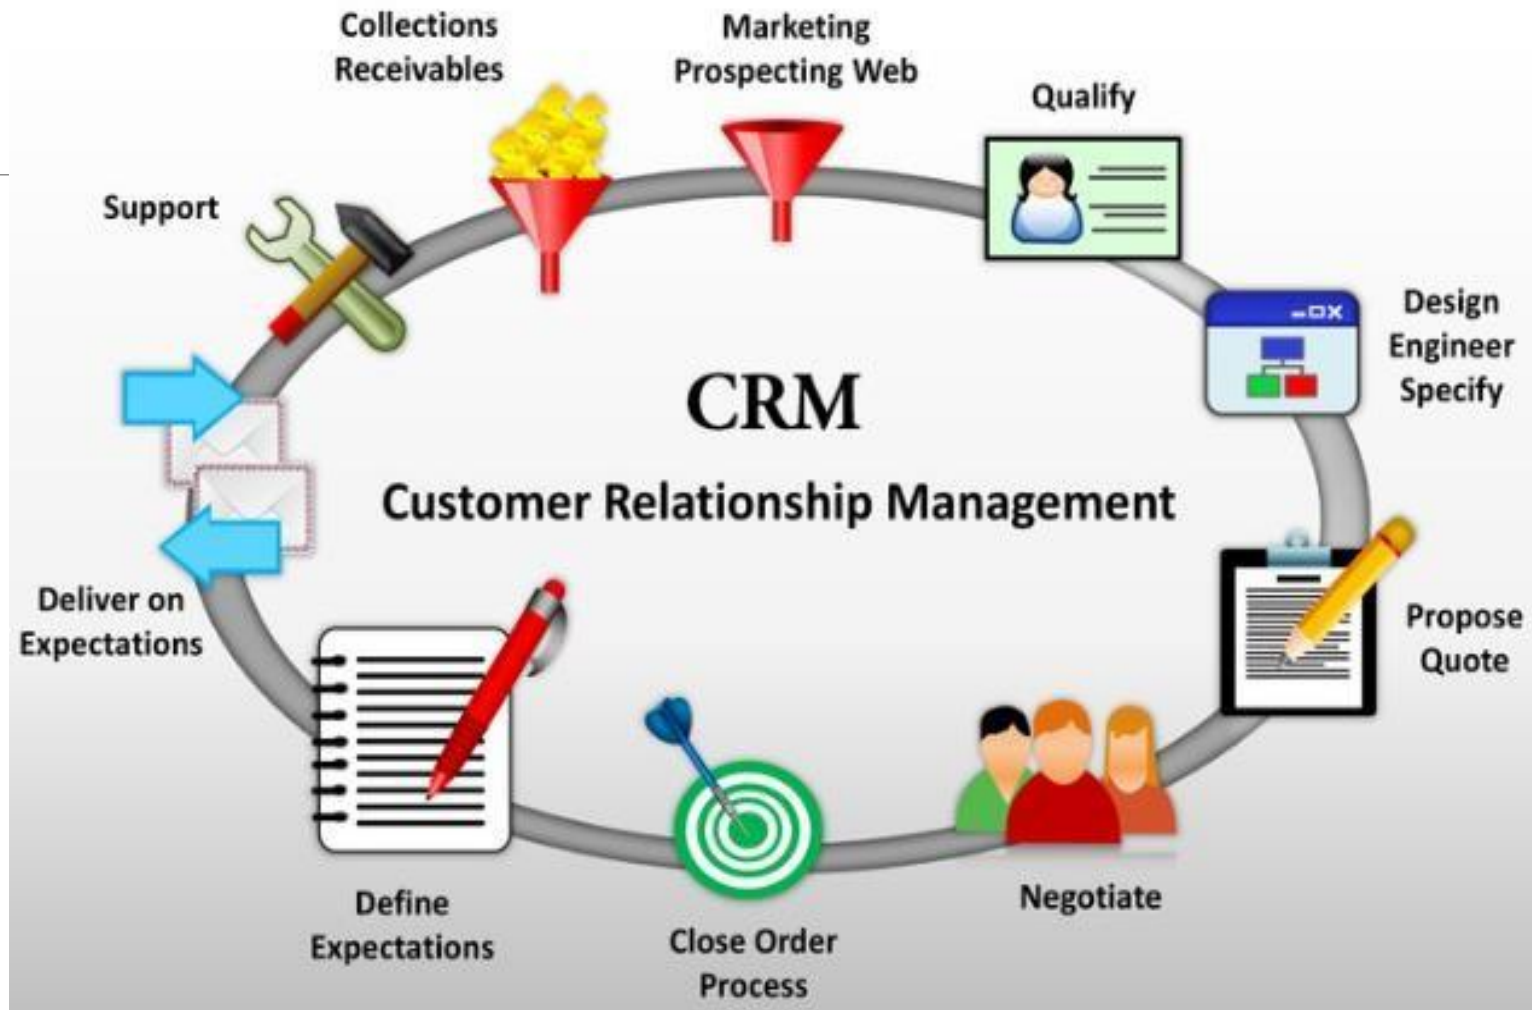 Collections
Receivables
Marketing
Prospecting Web
Qualify
Support
Design
Engineer
Specify
CRM
Customer Relationship Management
Deliver on
Expectations
Propose
Quote
Define
Expectations
Close Order
Process
Negotiate